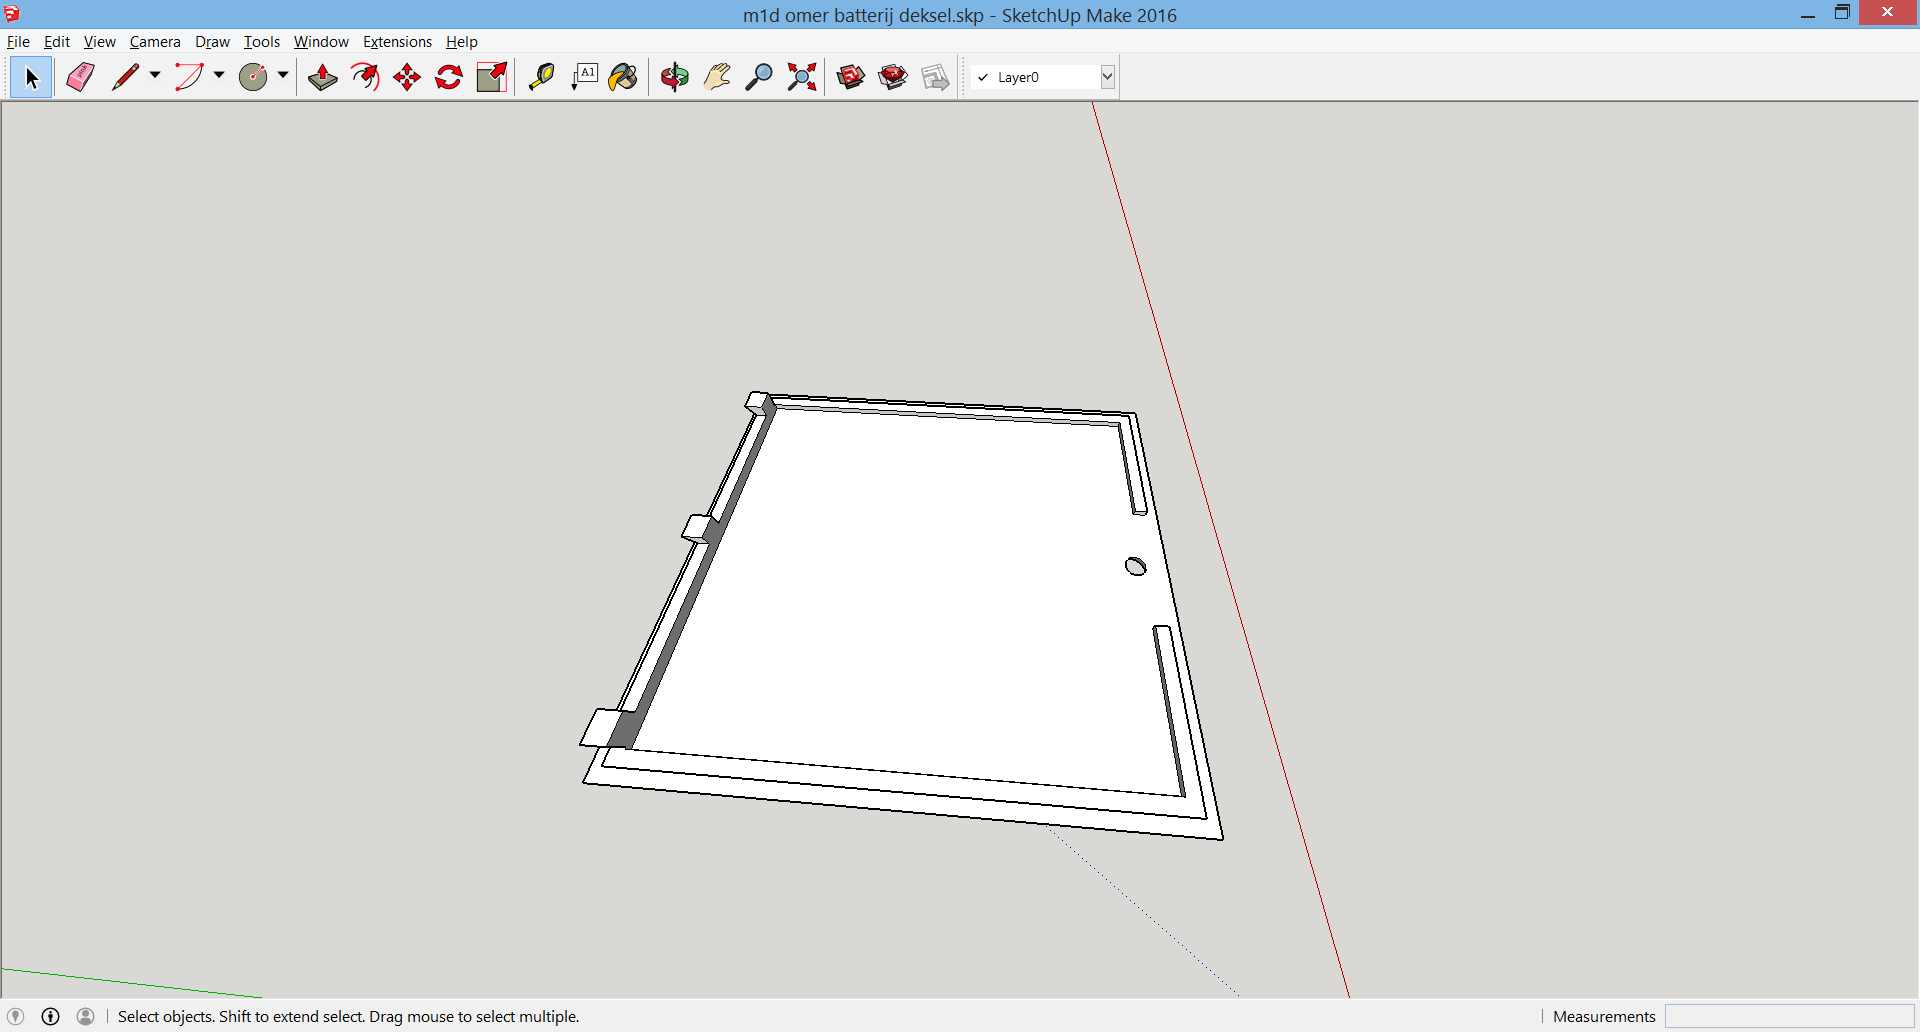 m1d omer batterij deksel.skp - SketchUp Make 2016
File Edit View Camera Draw Tools Window Extensions Help
A1
Layer0
Select objects. Shift to extend select. Drag mouse to select multiple.
Measurements